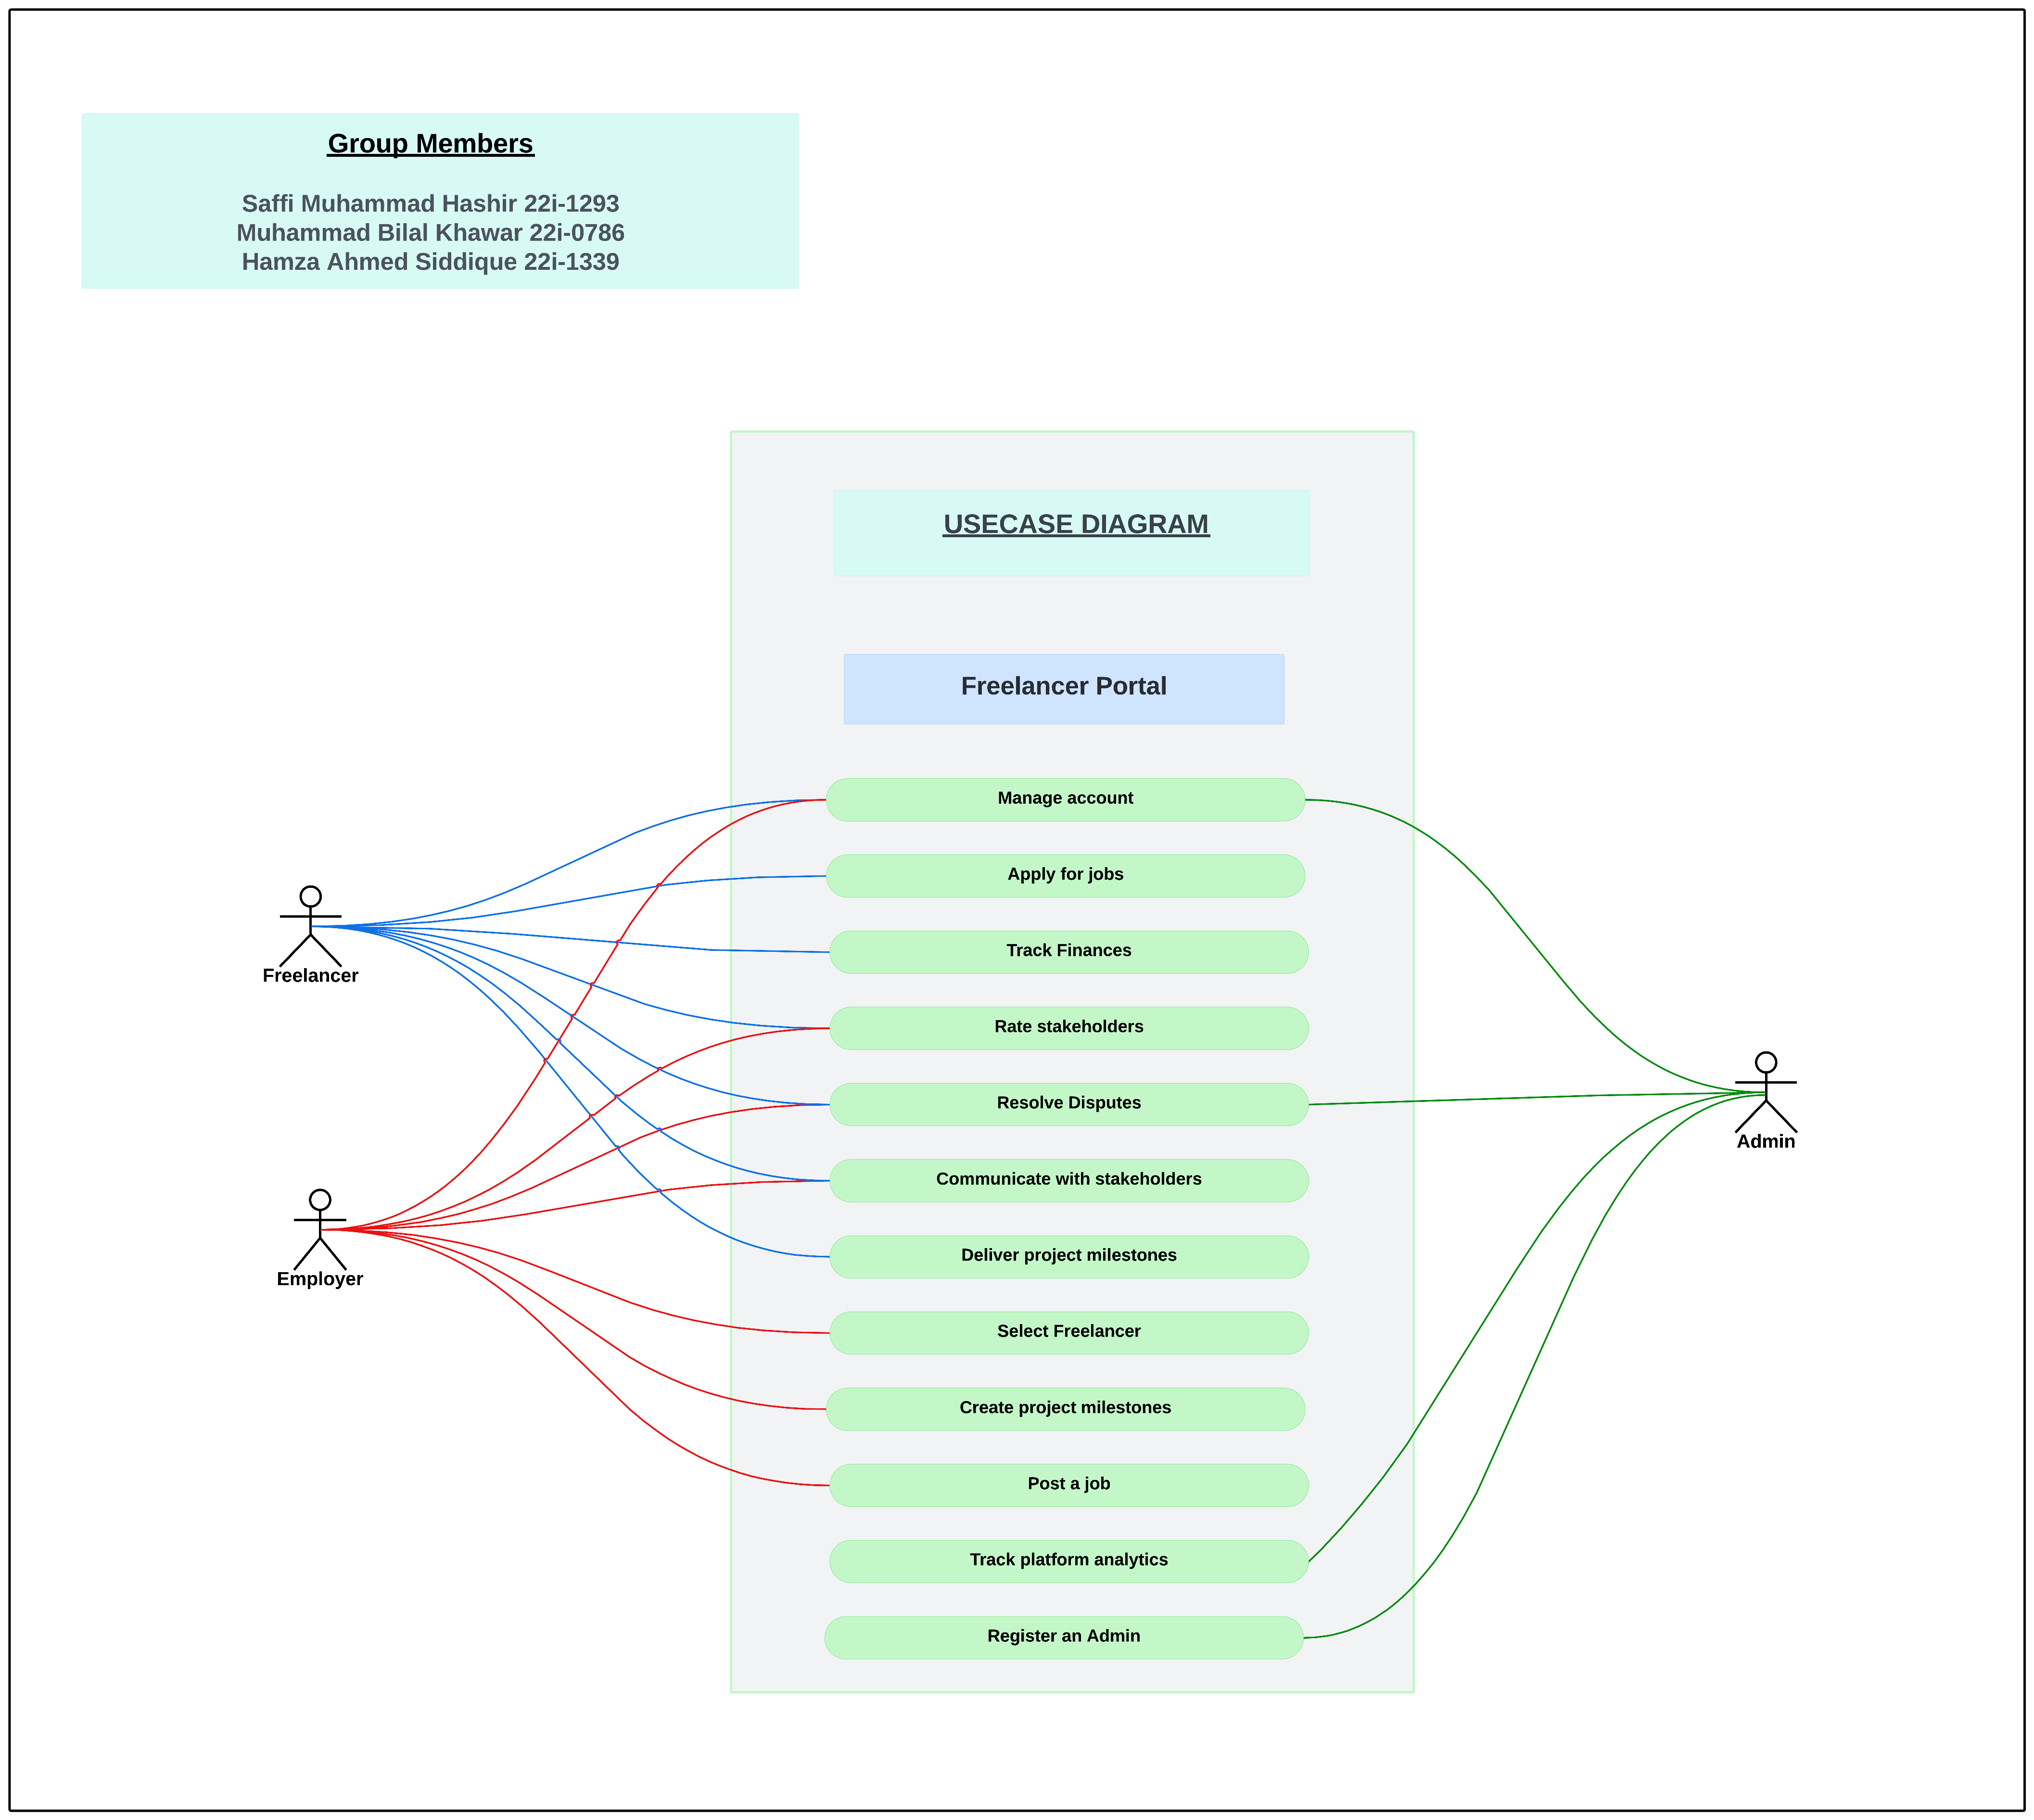 Group Members
Saffi Muhammad Hashir 22i-1293
Muhammad Bilal Khawar 22i-0786
Hamza Ahmed Siddique 22i-1339
USECASE DIAGRAM
Freelancer Portal
Manage account
Apply for jobs
Track Finances
Rate stakeholders
Resolve Disputes
Communicate with stakeholders
Deliver project milestones
Select Freelancer
Create project milestones
Post a job
Track platform analytics
Register an Admin
Freelancer
Employer
Admin